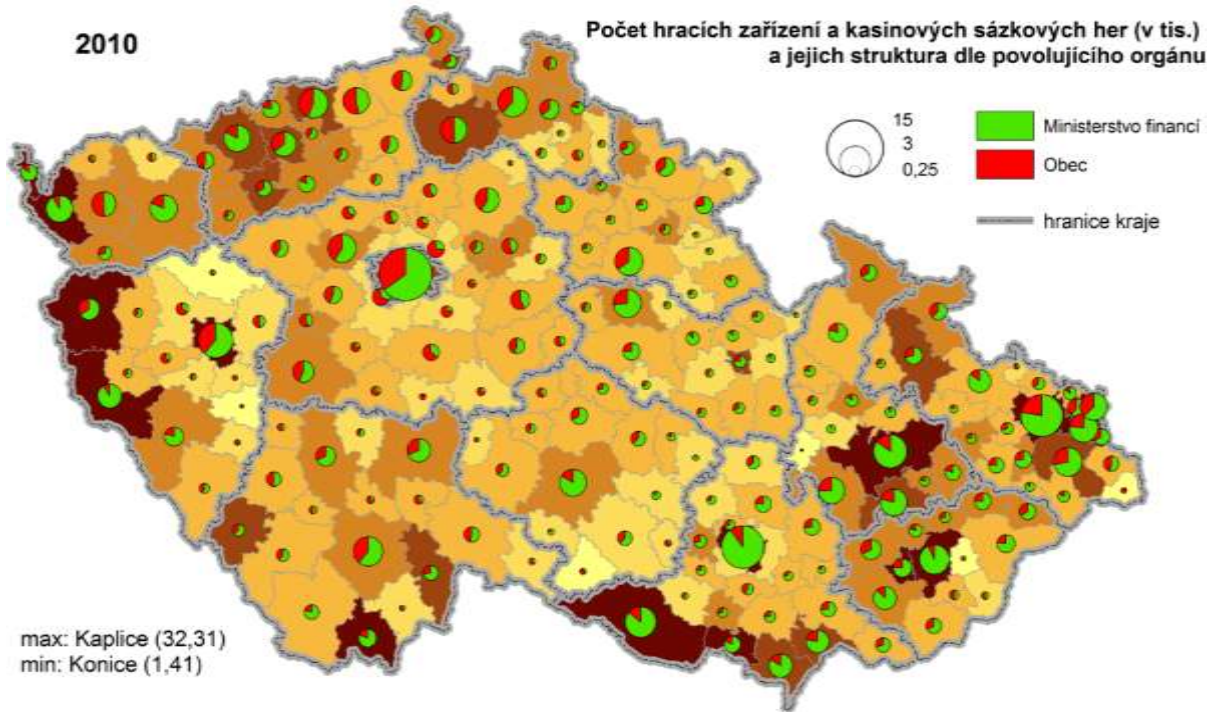 2010
Počet hracích zařízení a kasinových sázkových her (v tis.)
a jejich struktura dle povolujícího orgánu
15
3
0,25
Ministerstvo financí
Obec
hranice kraje
max: Kaplice (32,31)
min: Konice (1,41)